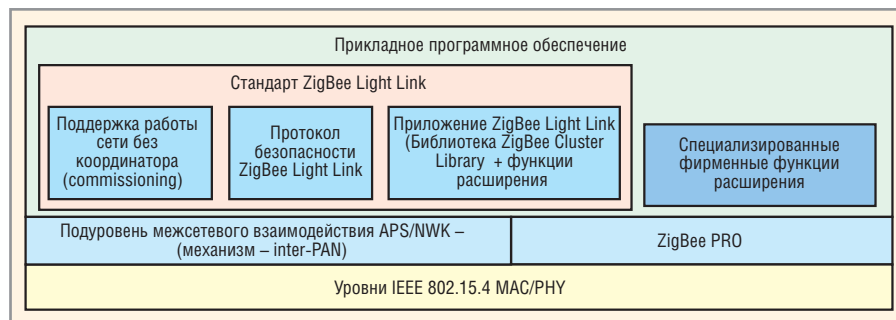 Прикладное программное обеспечение
Стандарт ZigBee Light Link
Поддержка работы
сети без
координатора
(commissioning)
Протокол
безопасности
ZigBee Light Link
Приложение ZigBee Light Link
(Библиотека ZigBee Cluster
Library + функции
расширения
Специализированные
фирменные функции
расширения
Подуровень межсетевого взаимодействия APS/NWK –
(механизм – inter-PAN)
ZigBee PRO
Уровни IEEE 802.15.4 MAC/PHY